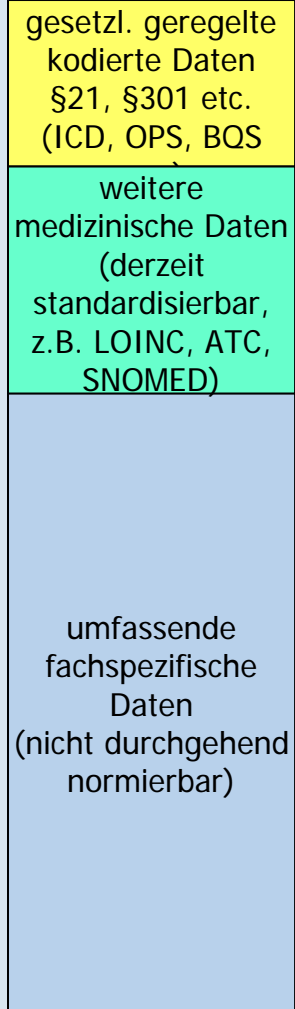 gesetzl. geregelte
kodierte Daten
§21, §301 etc.
(ICD, OPS, BQS
weitere
medizinische Daten
(derzeit
standardisierbar,
z.B. LOINC, ATC,
SNOMED)
umfassende
fachspezifische
Daten
(nicht durchgehend
normierbar)